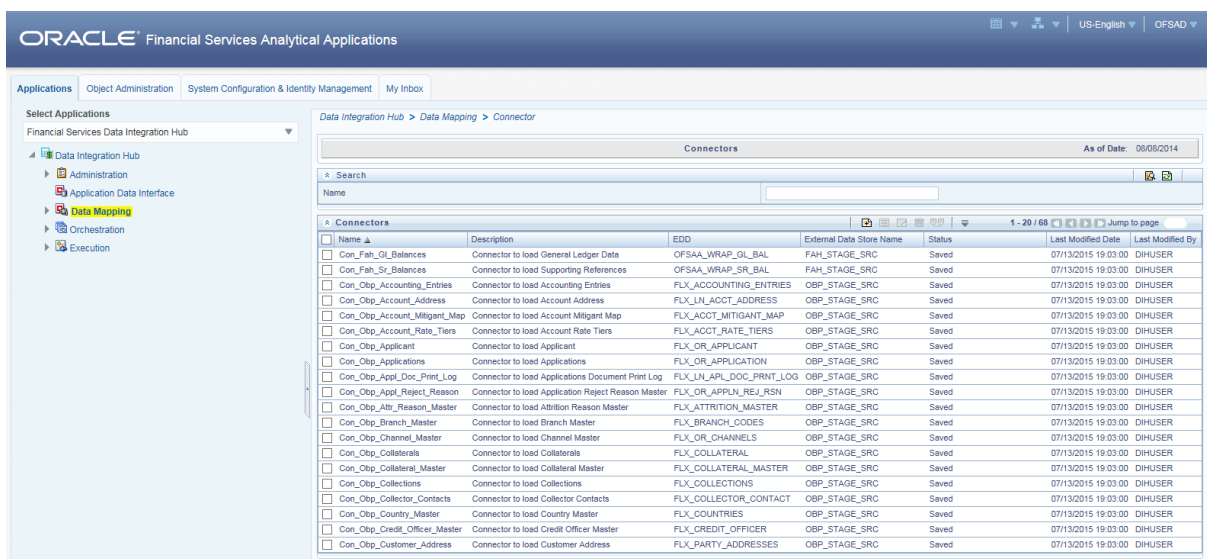 US-English OFSAD
ORACLE Financial Services Analytical Applications
Applications Object Administration System Configuration & Identity Management My Inbox
Select Applications
Financial Services Data Integration Hub
Data Integration Hub
Administration
Application Data Interface
Data Mapping
Orchestration
Execution
Data Integration Hub > Data Mapping > Connector
Connectors As of Date: 08/08/2014
Search
Name
Connectors 1 - 20 / 68 Jump to page
Name Description EDD External Data Store Name Status Last Modified Date Last Modified By
Con_Fah_Gl_Balances Connector to load General Ledger Data OFSAA_WRAP_GL_BAL FAH_STAGE_SRC Saved 07/13/2015 19:03:00 DIHUSER
Con_Fah_Sr_Balances Connector to load Supporting References OFSAA_WRAP_SR_BAL FAH_STAGE_SRC Saved 07/13/2015 19:03:00 DIHUSER
Con_Obp_Accounting_Entries Connector to load Accounting Entries FLX_ACCOUNTING_ENTRIES OBP_STAGE_SRC Saved 07/13/2015 19:03:00 DIHUSER
Con_Obp_Account_Address Connector to load Account Address FLX_LN_ACCT_ADDRESS OBP_STAGE_SRC Saved 07/13/2015 19:03:00 DIHUSER
Con_Obp_Account_Mitigant_Map Connector to load Account Mitigant Map FLX_ACCT_MITIGANT_MAP OBP_STAGE_SRC Saved 07/13/2015 19:03:00 DIHUSER
Con_Obp_Account_Rate_Tiers Connector to load Account Rate Tiers FLX_ACCT_RATE_TIERS OBP_STAGE_SRC Saved 07/13/2015 19:03:00 DIHUSER
Con_Obp_Applicant Connector to load Applicant FLX_OR_APPLICANT OBP_STAGE_SRC Saved 07/13/2015 19:03:00 DIHUSER
Con_Obp_Applications Connector to load Applications FLX_OR_APPLICATION OBP_STAGE_SRC Saved 07/13/2015 19:03:00 DIHUSER
Con_Obp_Appl_Doc_Print_Log Connector to load Applications Document Print Log FLX_LN_APL_DOC_PRNT_LOG OBP_STAGE_SRC Saved 07/13/2015 19:03:00 DIHUSER
Con_Obp_Appl_Reject_Reason Connector to load Application Reject Reason Master FLX_OR_APPLN_REJ_RSN OBP_STAGE_SRC Saved 07/13/2015 19:03:00 DIHUSER
Con_Obp_Attr_Reason_Master Connector to load Attrition Reason Master FLX_ATTRITION_MASTER OBP_STAGE_SRC Saved 07/13/2015 19:03:00 DIHUSER
Con_Obp_Branch_Master Connector to load Branch Master FLX_BRANCH_CODES OBP_STAGE_SRC Saved 07/13/2015 19:03:00 DIHUSER
Con_Obp_Channel_Master Connector to load Channel Master FLX_OR_CHANNELS OBP_STAGE_SRC Saved 07/13/2015 19:03:00 DIHUSER
Con_Obp_Collaterals Connector to load Collaterals FLX_COLLATERAL OBP_STAGE_SRC Saved 07/13/2015 19:03:00 DIHUSER
Con_Obp_Collateral_Master Connector to load Collateral Master FLX_COLLATERAL_MASTER OBP_STAGE_SRC Saved 07/13/2015 19:03:00 DIHUSER
Con_Obp_Collections Connector to load Collections FLX_COLLECTIONS OBP_STAGE_SRC Saved 07/13/2015 19:03:00 DIHUSER
Con_Obp_Collector_Contacts Connector to load Collector Contacts FLX_COLLECTOR_CONTACT OBP_STAGE_SRC Saved 07/13/2015 19:03:00 DIHUSER
Con_Obp_Country_Master Connector to load Country Master FLX_COUNTRIES OBP_STAGE_SRC Saved 07/13/2015 19:03:00 DIHUSER
Con_Obp_Credit_Officer_Master Connector to load Credit Officer Master FLX_CREDIT_OFFICER OBP_STAGE_SRC Saved 07/13/2015 19:03:00 DIHUSER
Con_Obp_Customer_Address Connector to load Customer Address FLX_PARTY_ADDRESSES OBP_STAGE_SRC Saved 07/13/2015 19:03:00 DIHUSER